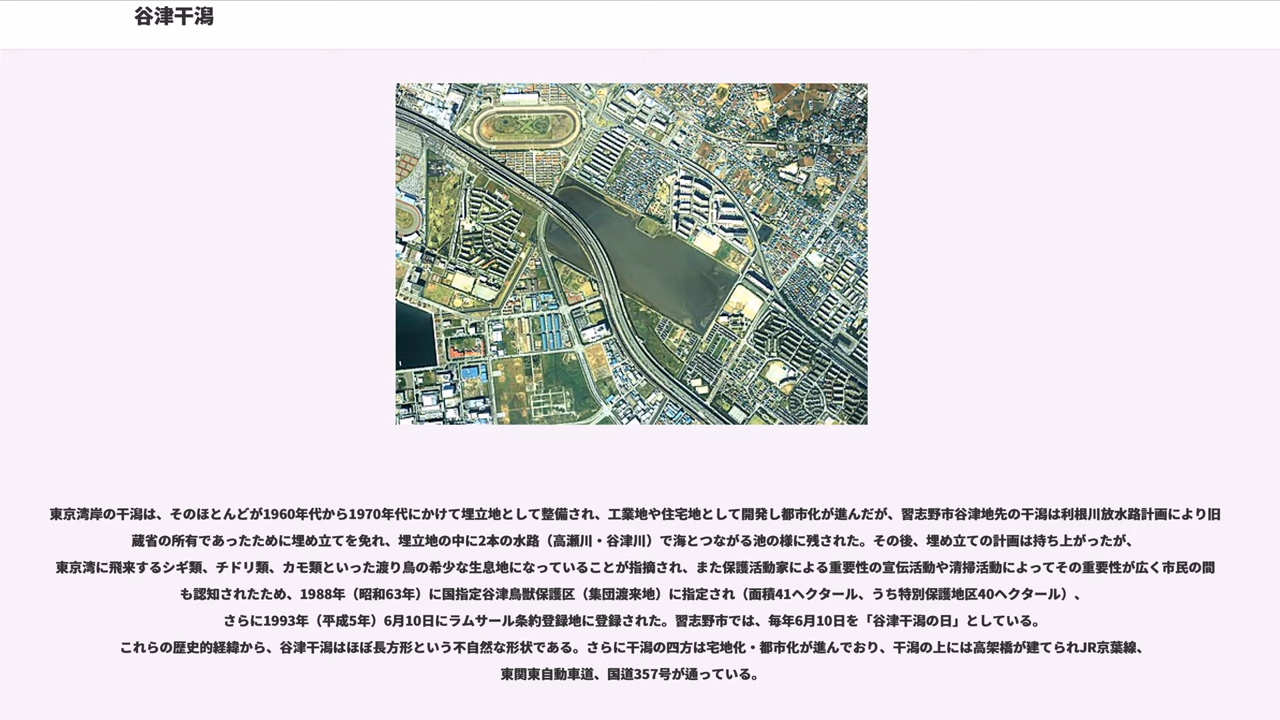 谷津干潟
東京湾岸の干潟は、そのほとんどが1960年代から1970年代にかけて埋立地として整備され、工業地や住宅地として開発し都市化が進んだが、習志野市谷津地先の干潟は利根川放水路計画により旧
蔵省の所有であったために埋め立てを免れ、埋立地の中に2本の水路（高瀬川・谷津川）で海とつながる池の様に残された。その後、埋め立ての計画は持ち上がったが、
東京湾に飛来するシギ類、チドリ類、カモ類といった渡り鳥の希少な生息地になっていることが指摘され、また保護活動家による重要性の宣伝活動や清掃活動によってその重要性が広く市民の間
も認知されたため、1988年（昭和63年）に国指定谷津鳥獣保護区（集団渡来地）に指定され（面積41ヘクタール、うち特別保護地区40ヘクタール）、
さらに1993年（平成5年）6月10日にラムサール条約登録地に登録された。習志野市では、毎年6月10日を「谷津干潟の日」としている。
これらの歴史的経緯から、谷津干潟はほぼ長方形という不自然な形状である。さらに干潟の四方は宅地化・都市化が進んでおり、干潟の上には高架橋が建てられJR京葉線、
東関東自動車道、国道357号が通っている。